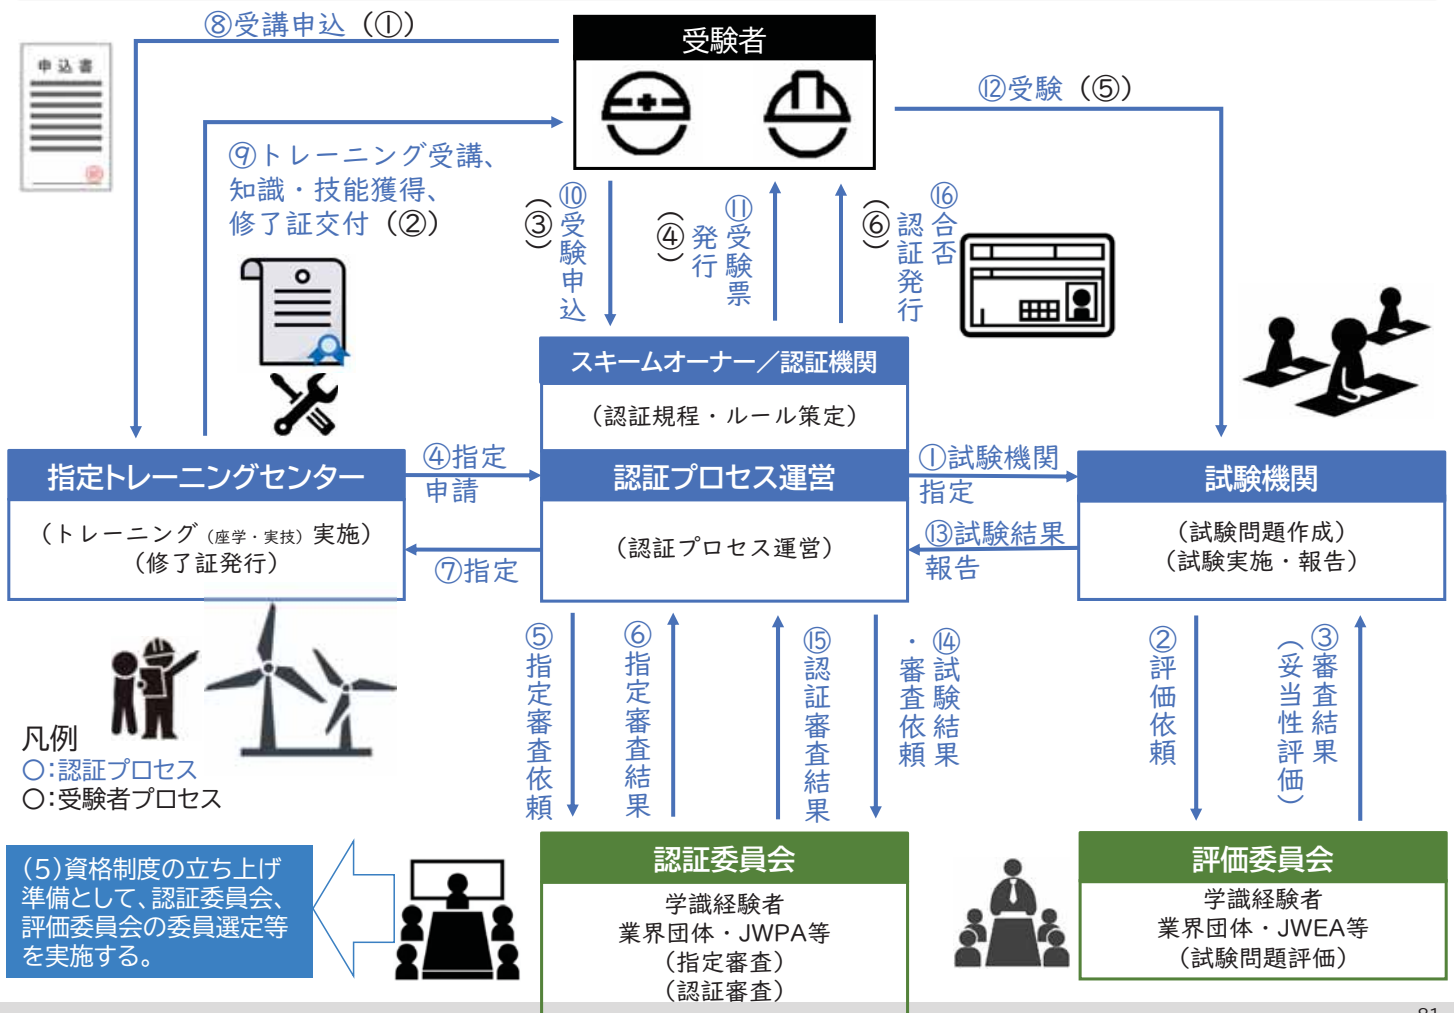 ⑧受講申込（①）
申込書
受験者
⑫受験（⑤）
⑨トレーニング受講、
知識・技能獲得、
修了証交付（②）
⑩受験申込
（③）
⑪受験票
発行
（④）
⑯合否
認証発行
（⑥）
スキームオーナー／認証機関
（認証規程・ルール策定）
指定トレーニングセンター
（トレーニング（座学・実技）実施）
（修了証発行）
④指定
申請
⑦指定
認証プロセス運営
（認証プロセス運営）
①試験機関
指定
⑬試験結果
報告
試験機関
（試験問題作成）
（試験実施・報告）
⑤指定審査依頼
⑥指定審査結果
⑮認証審査結果
⑭試験結果
・審査依頼
②評価依頼
③審査結果
（妥当性評価）
凡例
○：認証プロセス
○：受験者プロセス
（5）資格制度の立ち上げ
準備として、認証委員会、
評価委員会の委員選定等
を実施する。
認証委員会
学識経験者
業界団体・JWPA等
（指定審査）
（認証審査）
評価委員会
学識経験者
業界団体・JWEA等
（試験問題評価）